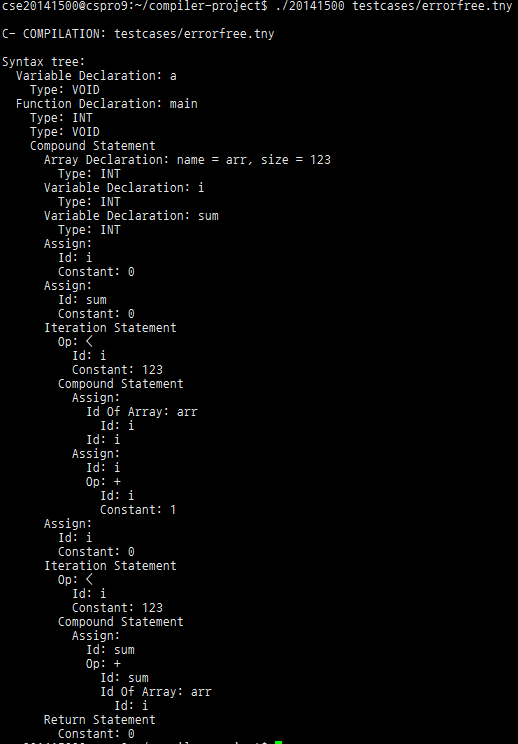 cse20141500@cspro9:~/compiler-project$ ./20141500 testcases/errorfree.tny
C- COMPILATION: testcases/errorfree.tny
Syntax tree:
Variable Declaration: a
Type: VOID
Function Declaration: main
Type: INT
Type: VOID
Compound Statement
Array Declaration: name = arr, size = 123
Type: INT
Variable Declaration: i
Type: INT
Variable Declaration: sum
Type: INT
Assign:
Id: i
Constant: 0
Assign:
Id: sum
Constant: 0
Iteration Statement
Op: <
Id: i
Constant: 123
Compound Statement
Assign:
Id Of Array: arr
Id: i
Id: i
Assign:
Id: i
Op: +
Id: i
Constant: 1
Assign:
Id: i
Constant: 0
Iteration Statement
Op: <
Id: i
Constant: 123
Compound Statement
Assign:
Id: sum
Op: +
Id: sum
Id Of Array: arr
Id: i
Return Statement
Constant: 0